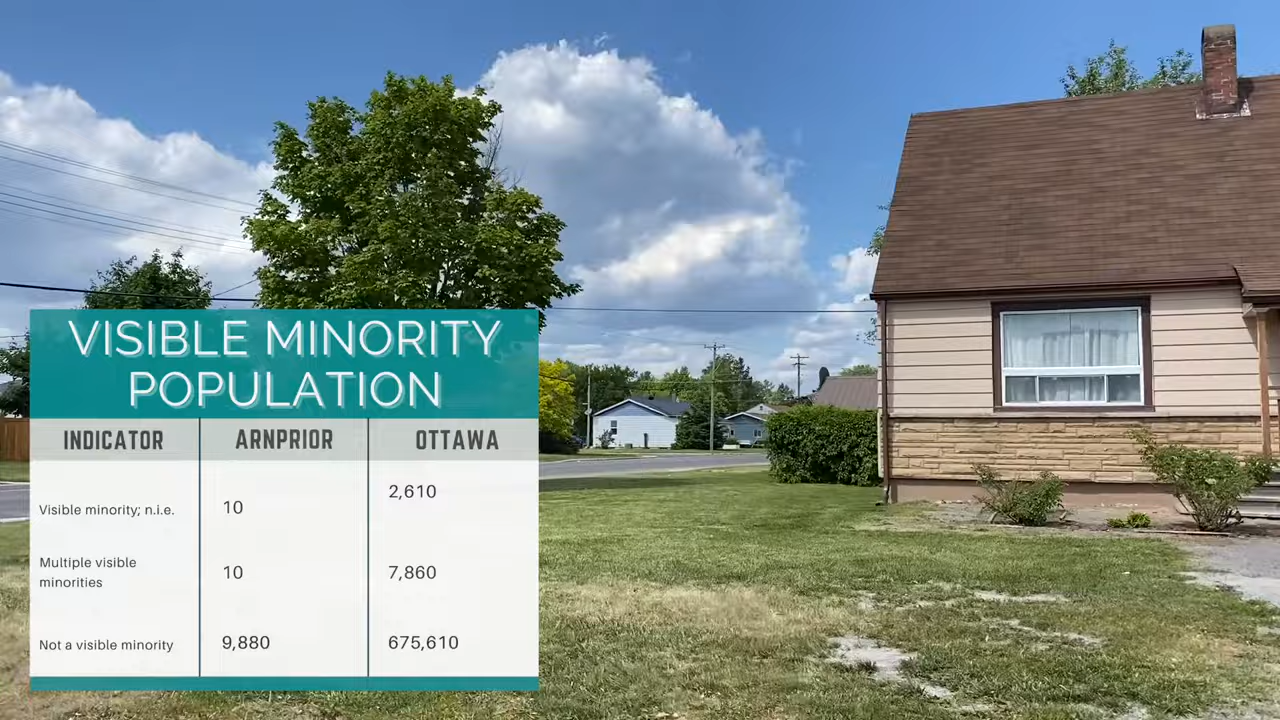 VISIBLE MINORITY
POPULATION
INDICATOR ARNPRIOR OTTAWA
Visible minority; n.i.e. 10 2,610
Multiple visible
minorities 10 7,860
Not a visible minority 9,880 675,610